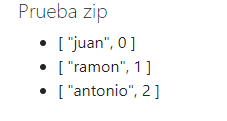 Prueba zip
• [ "juan", 0 ]
• [ "ramon", 1 ]
• [ "antonio", 2 ]